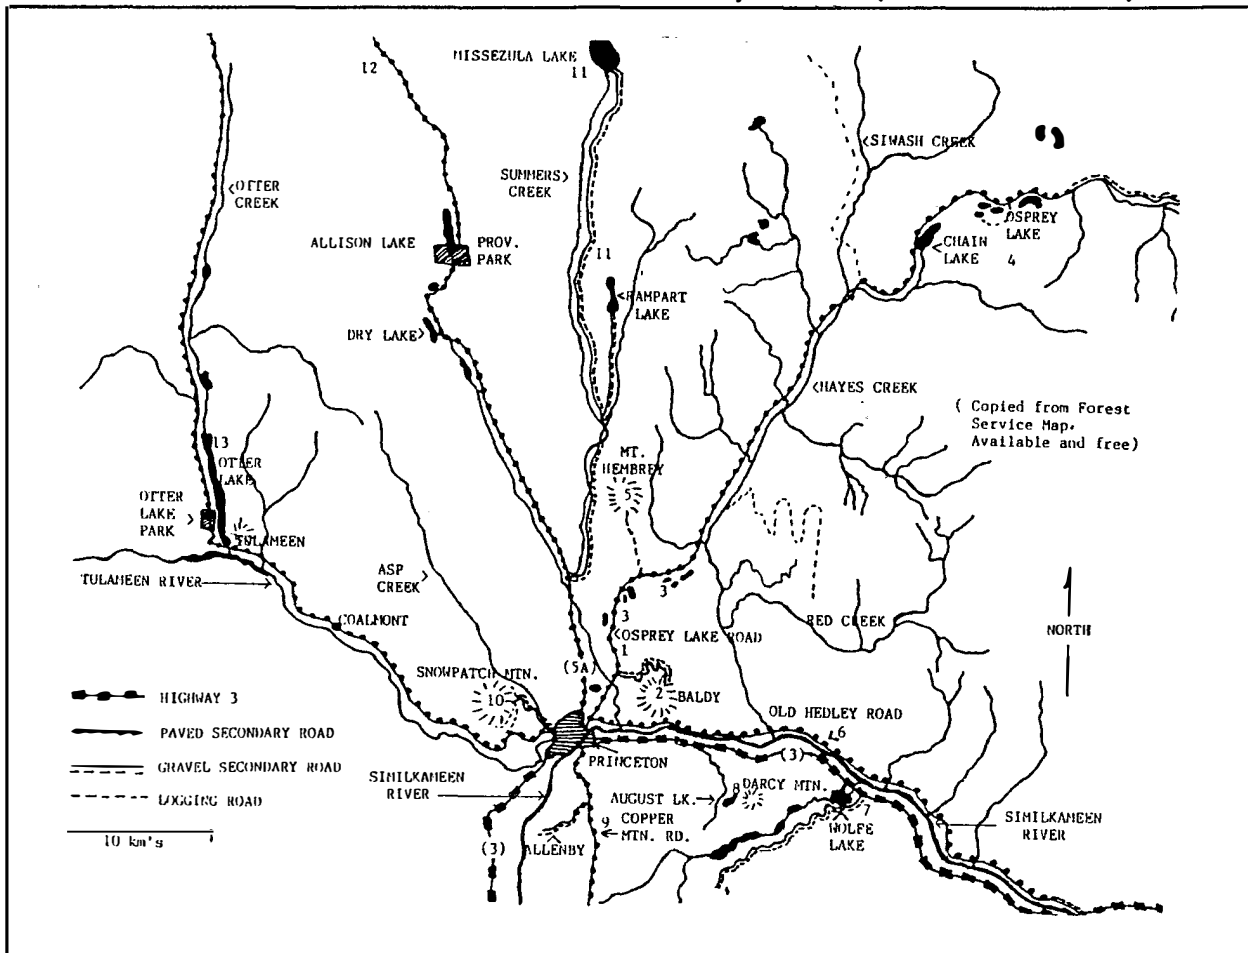 MISSEZULA LAKE
11
12
<SIWASH CREEK
<OTTER
CREEK
SUMMERS>
CREEK
ALLISON LAKE
PROV.
PARK
OSPREY
LAKE
CHAIN
LAKE
4
11
<RAMPART
LAKE
DRY LAKE>
<HAYES CREEK
( Copied from Forest
Service Map.
Available and free)
13
OTTER
LAKE
MT.
HEMBREY
5
OTTER
LAKE
PARK
TULAMEEN
TULAMEEN RIVER
ASP
CREEK
3
3
COALMONT
<OSPREY LAKE ROAD
1
RED CREEK
NORTH
SNOWPATCH MTN.
10
(5A)
2
BALDY
HIGHWAY 3
PAVED SECONDARY ROAD
GRAVEL SECONDARY ROAD
LOGGING ROAD
10 km's
OLD HEDLEY ROAD
6
PRINCETON
(3)
SIMILKAMEEN
RIVER
AUGUST LK.
8
DARCY MTN.
COPPER
MTN. RD.
9
7
WOLFE
LAKE
SIMILKAMEEN
RIVER
(3)
ALLENBY